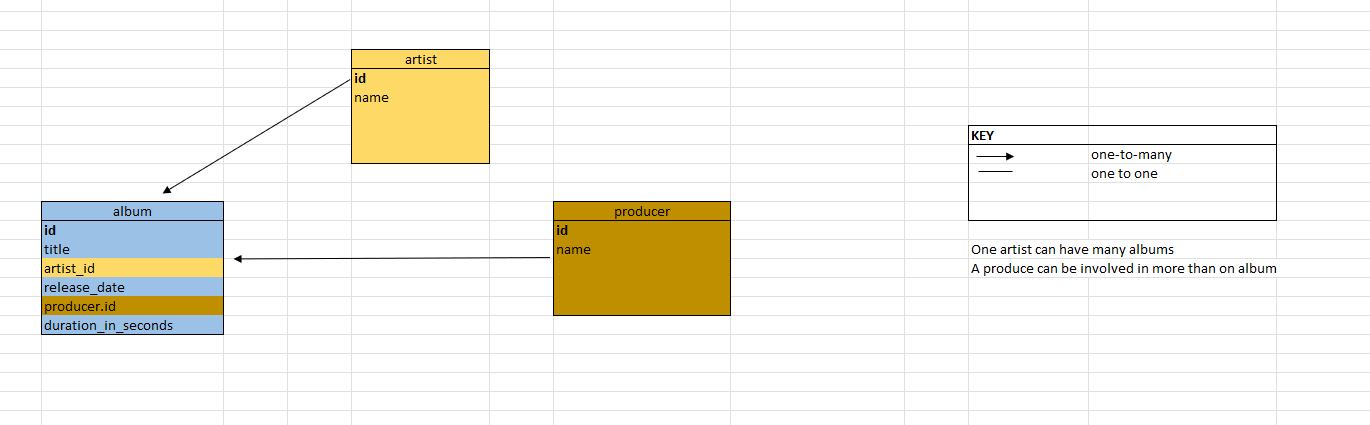 artist
id
name
album
id
title
artist_id
release_date
producer.id
duration_in_seconds
producer
id
name
KEY
one-to-many
one to one
One artist can have many albums
A produce can be involved in more than on album